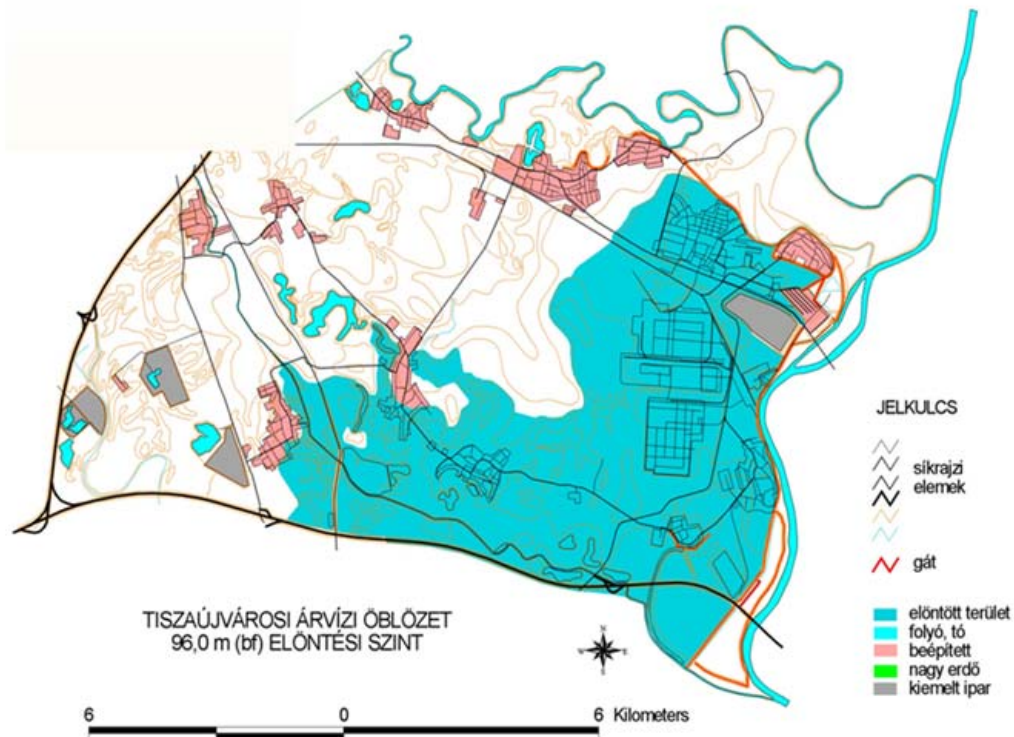 JELKULCS
síkrajzi
elemek
gát
elöntött terület
folyó, tó
beépített
nagy erdő
kiemelt ipar
TISZAÚJVÁROSI ÁRVÍZI ÖBLÖZET
96,0 m (bf) ELÖNTÉSI SZINT
6 0 6 Kilometers